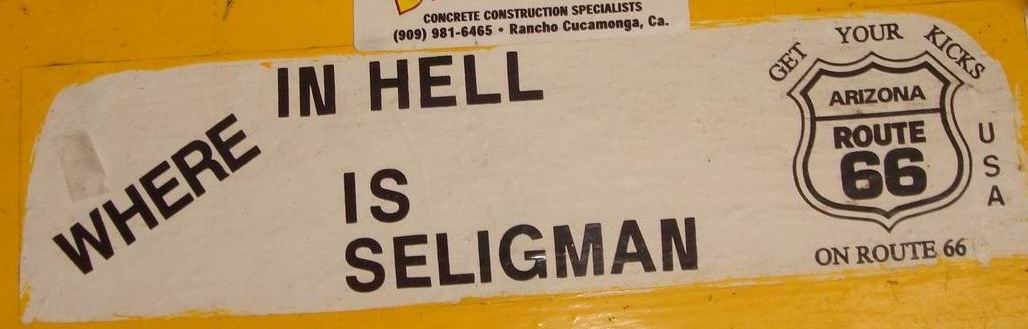 CONCRETE CONSTRUCTION SPECIALISTS
(909) 981-6465 • Rancho Cucamonga, Ca.
WHERE
IN HELL
IS
SELIGMAN
GET YOUR KICKS
ARIZONA
ROUTE
66
USA
ON ROUTE 66